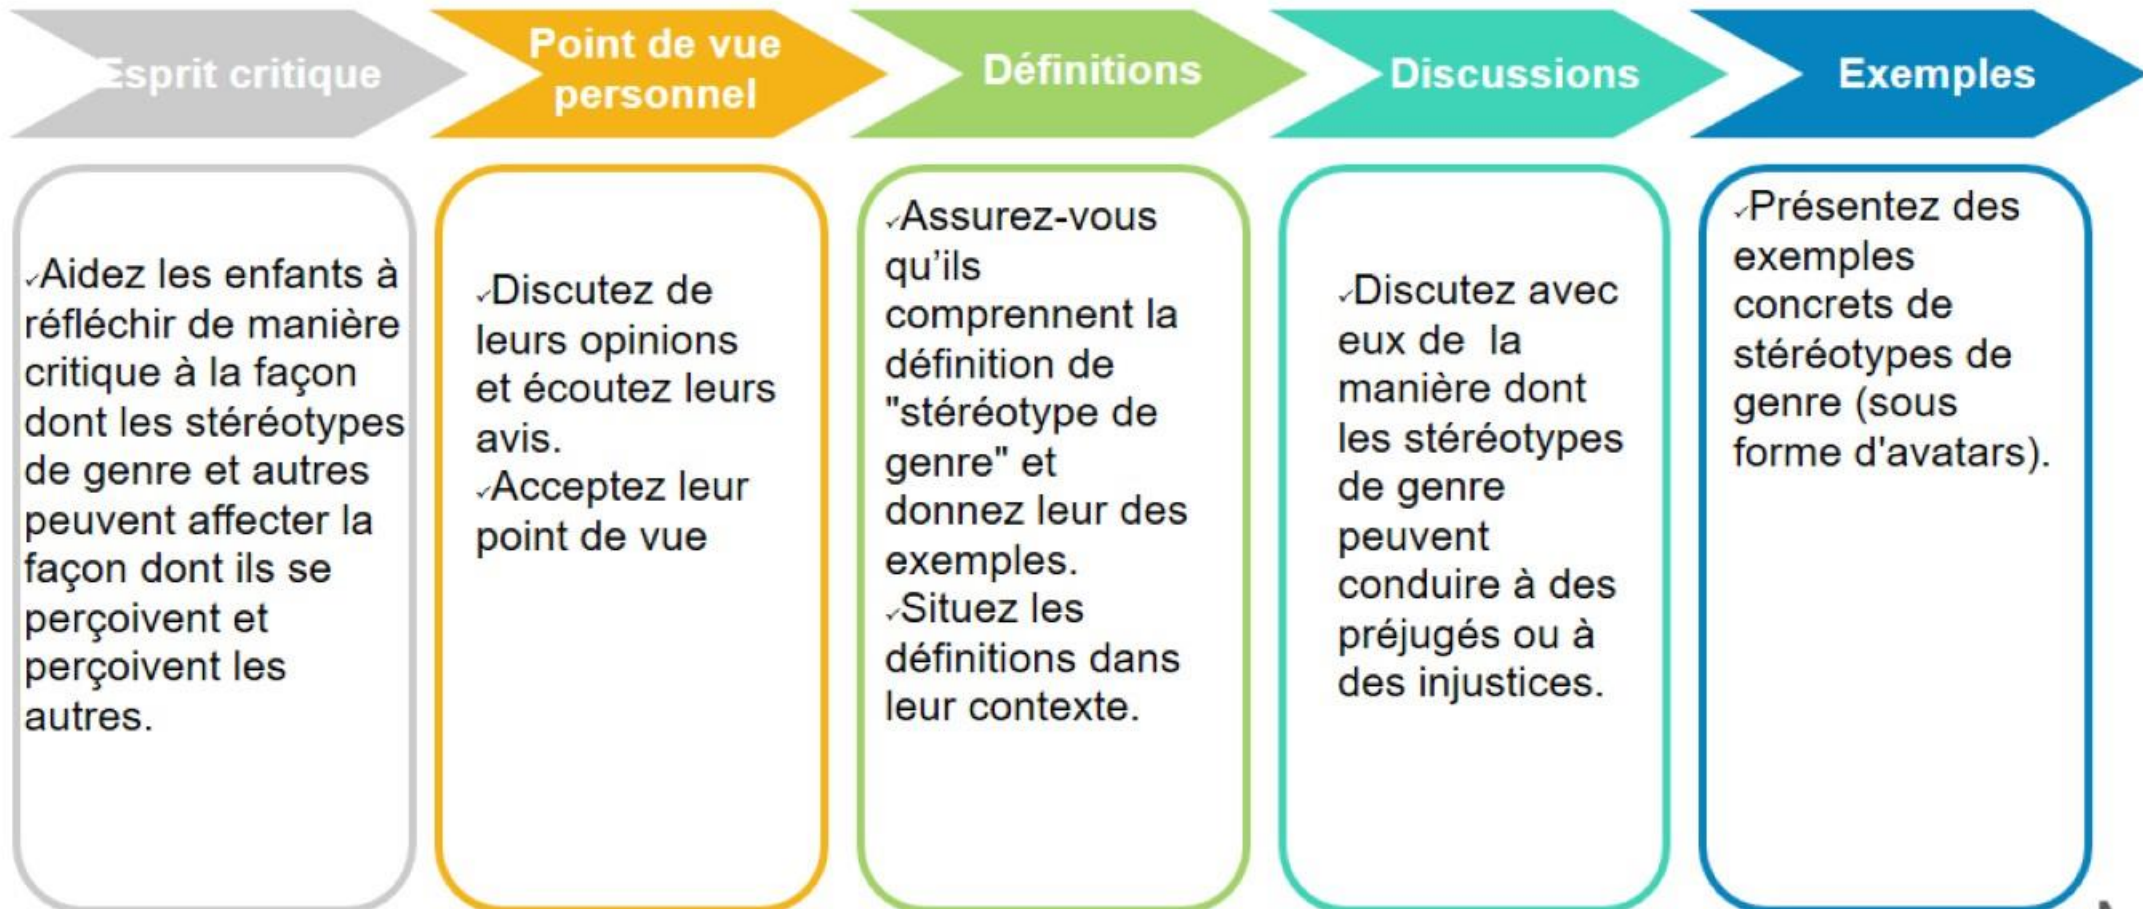 Esprit critique
Point de vue
personnel
Définitions
Discussions
Exemples
✓Aidez les enfants à
réfléchir de manière
critique à la façon
dont les stéréotypes
de genre et autres
peuvent affecter la
façon dont ils se
perçoivent et
perçoivent les
autres.
✓Discutez de
leurs opinions
et écoutez leurs
avis.
✓Acceptez leur
point de vue
✓Assurez-vous
qu’ils
comprennent la
définition de
"stéréotype de
genre" et
donnez leur des
exemples.
✓Situez les
définitions dans
leur contexte.
✓Discutez avec
eux de  la
manière dont
les stéréotypes
de genre
peuvent
conduire à des
préjugés ou à
des injustices.
✓Présentez des
exemples
concrets de
stéréotypes de
genre (sous
forme d'avatars).